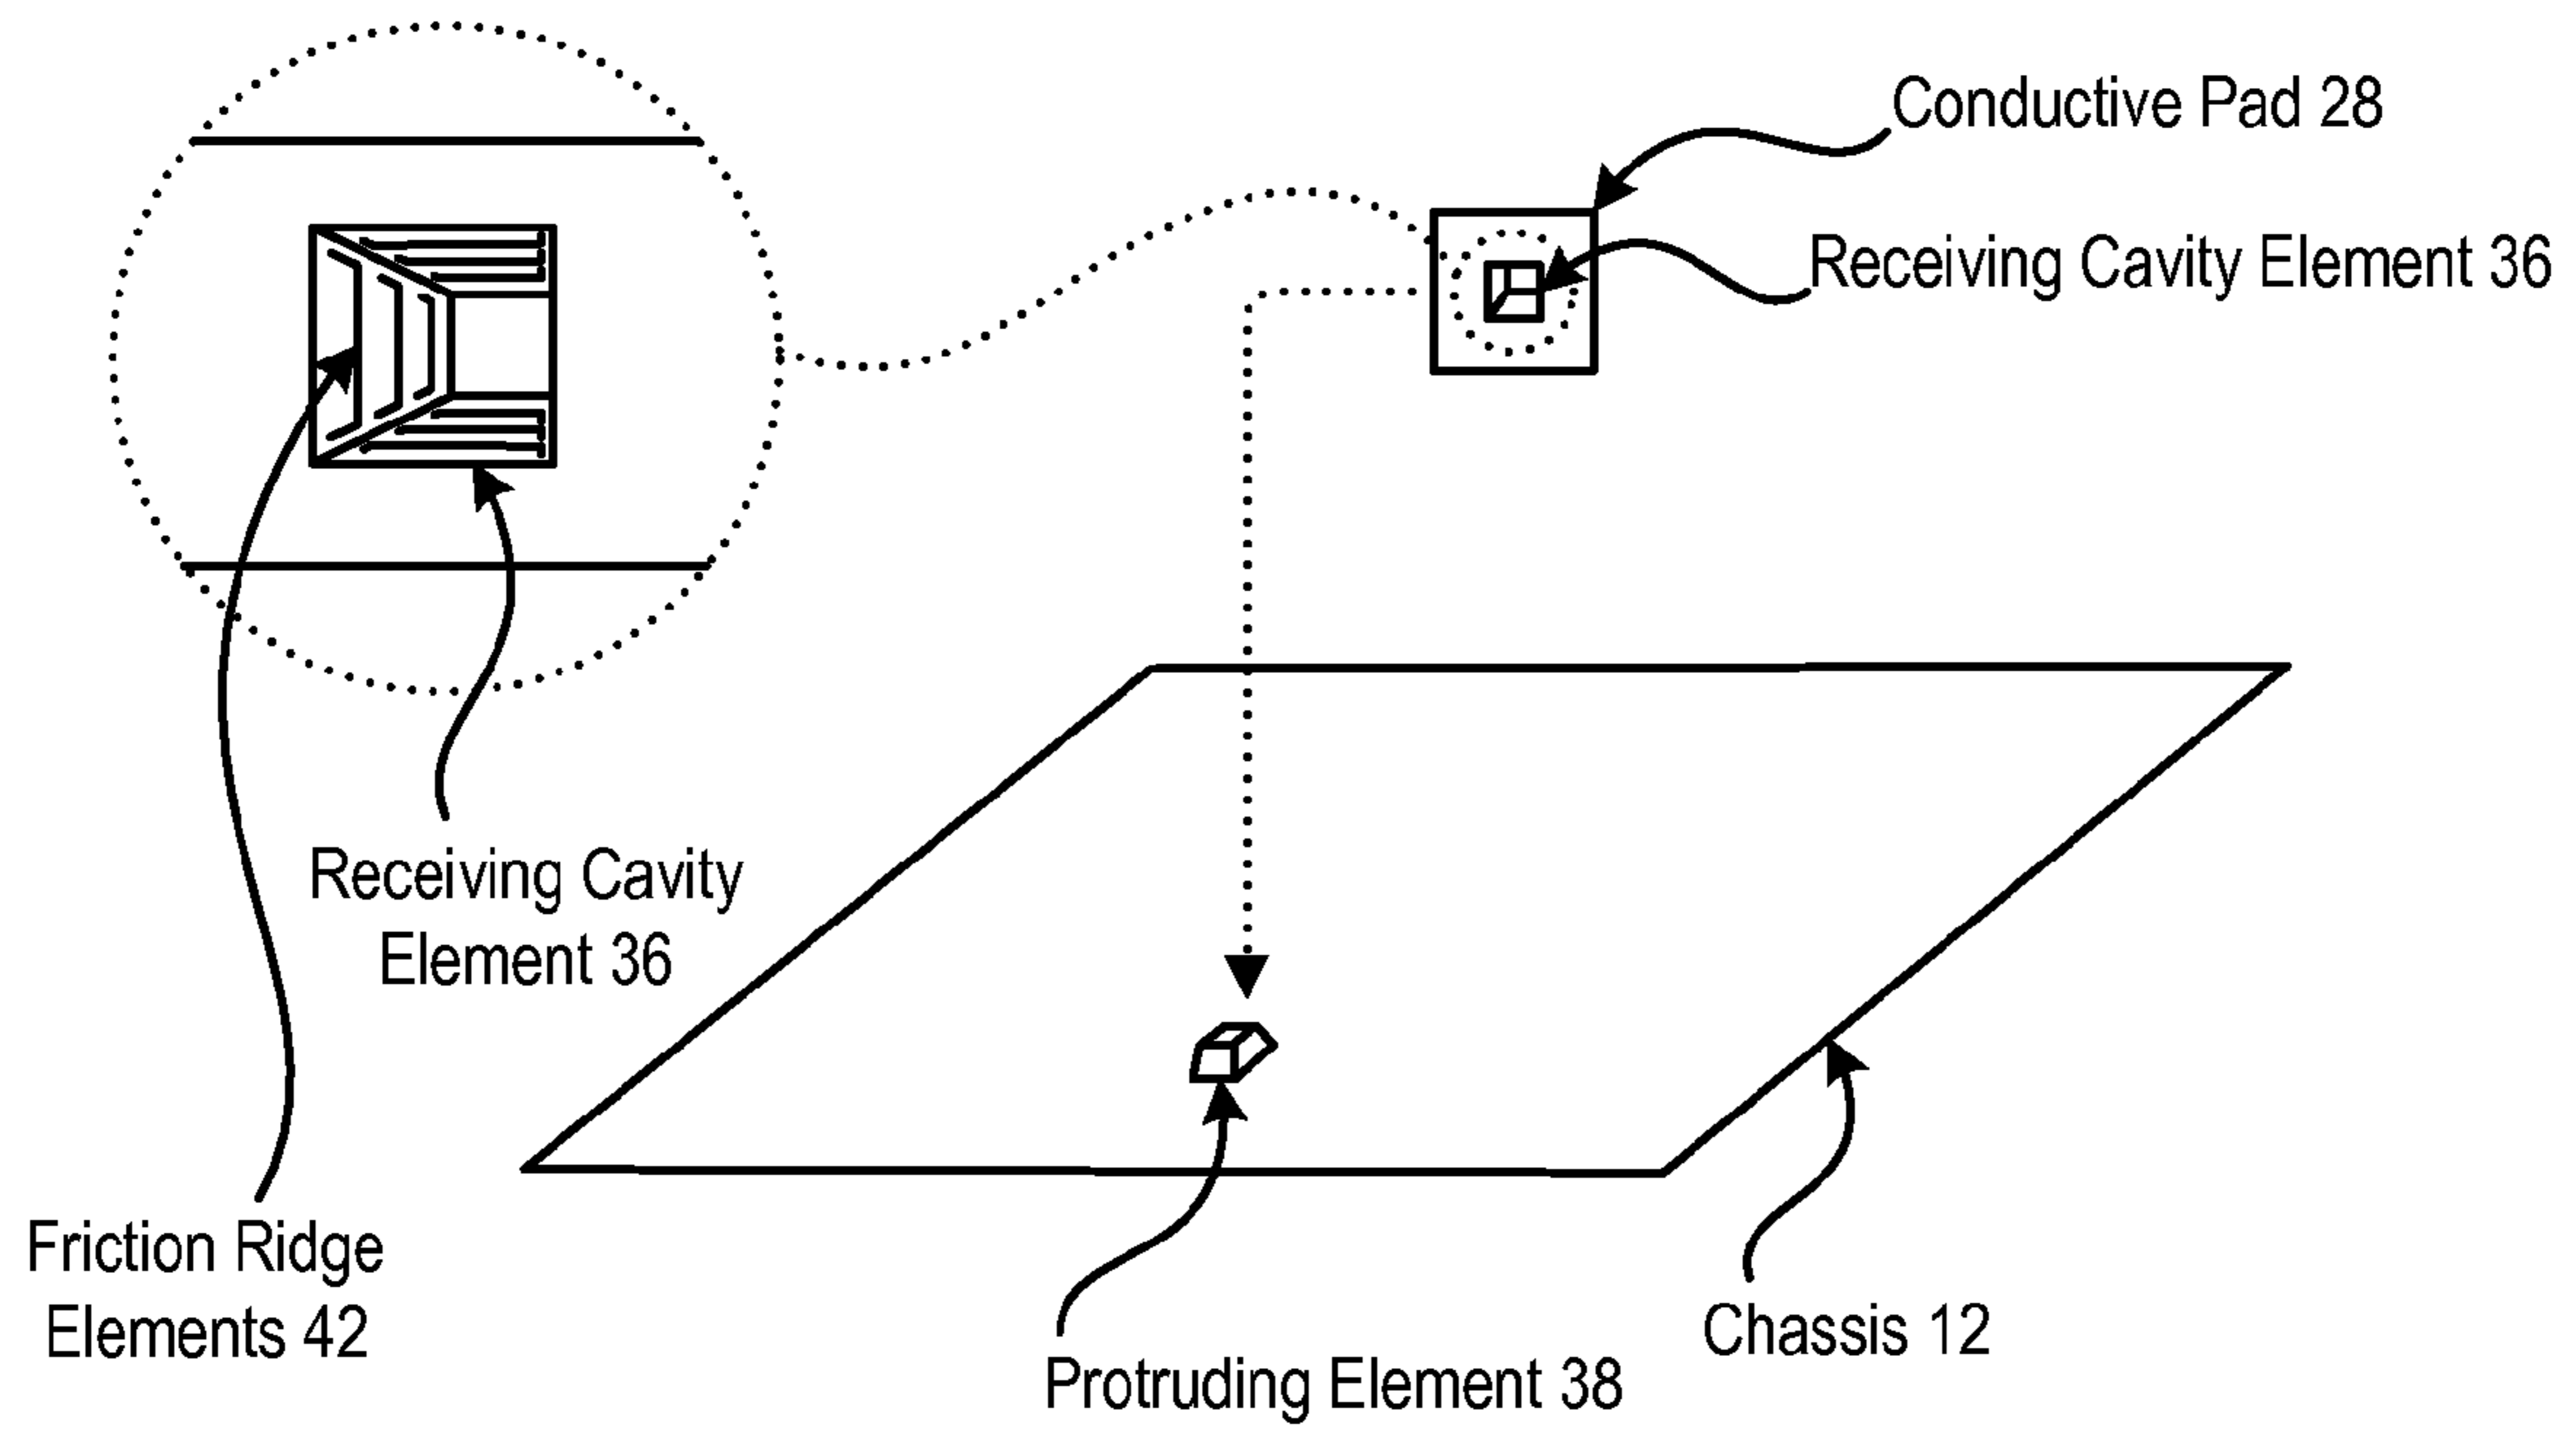 Conductive Pad 28
Receiving Cavity Element 36
Receiving Cavity
Element 36
Friction Ridge
Elements 42
Protruding Element 38
Chassis 12